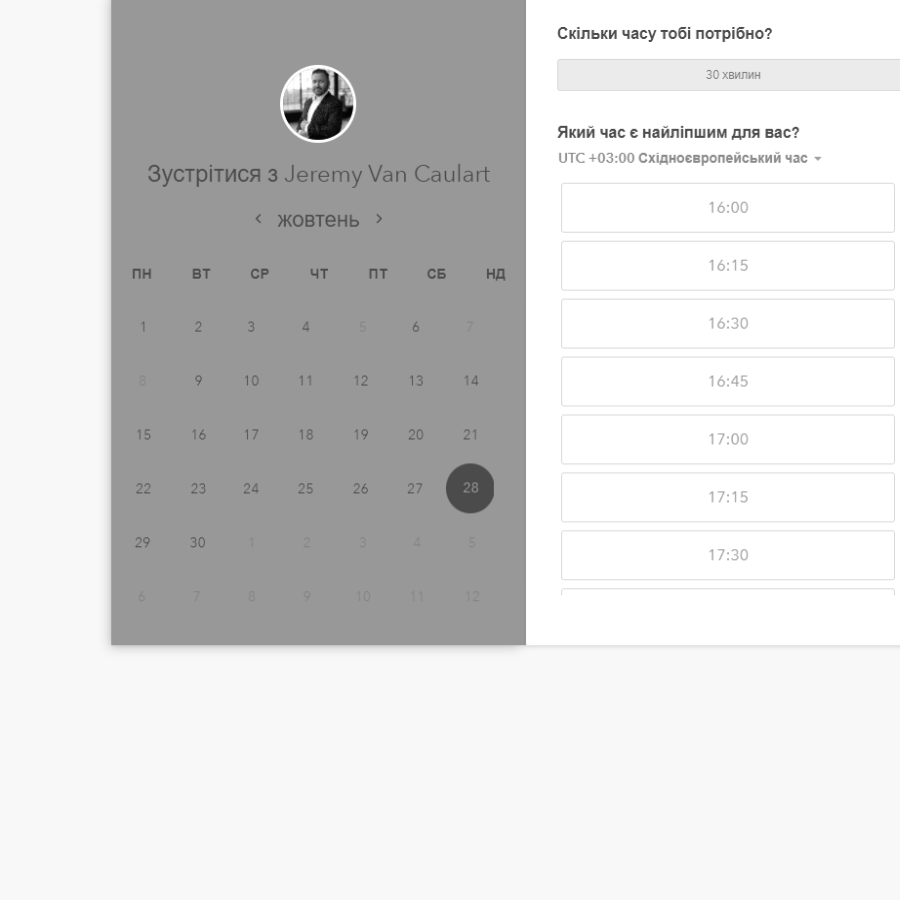 Зустрітися з Jeremy Van Caulart
жовтень
ПН ВТ СР ЧТ ПТ СБ НД
1 2 3 4 5 6 7
8 9 10 11 12 13 14
15 16 17 18 19 20 21
22 23 24 25 26 27 28
29 30 1 2 3 4 5
6 7 8 9 10 11 12
Скільки часу тобі потрібно?
30 хвилин
Який час є найліпшим для вас?
UTC +03:00 Східноєвропейський час
16:00
16:15
16:30
16:45
17:00
17:15
17:30